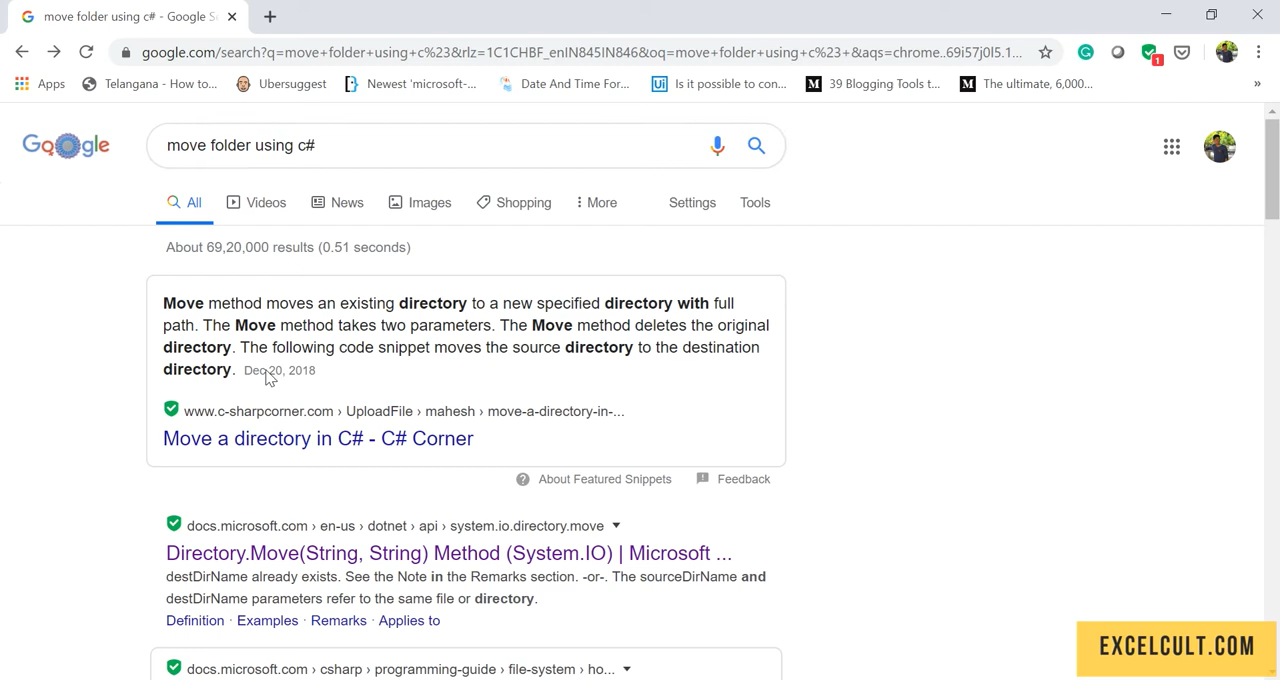 move folder using c# - Google Se
google.com/search?q=move+folder+using+c%23&rlz=1C1CHBF_enIN845IN846&oq=move+folder+using+c%23+&aqs=chrome..69i57j0l5.1...
1
Apps
Telangana - How to...
Ubersuggest
Newest 'microsoft-...
Date And Time For...
Ui
Is it possible to con...
39 Blogging Tools t...
The ultimate, 6,000...
»
Google
move folder using c#
All
Videos
News
Images
Shopping
More
Settings
Tools
About 69,20,000 results (0.51 seconds)
Move method moves an existing directory to a new specified directory with full
path. The Move method takes two parameters. The Move method deletes the original
directory. The following code snippet moves the source directory to the destination
directory. Dec 20, 2018
www.c-sharpcorner.com › UploadFile › mahesh › move-a-directory-in-...
Move a directory in C# - C# Corner
About Featured Snippets
Feedback
docs.microsoft.com › en-us › dotnet › api › system.io.directory.move
Directory.Move(String, String) Method (System.IO) | Microsoft ...
destDirName already exists. See the Note in the Remarks section. -or-. The sourceDirName and
destDirName parameters refer to the same file or directory.
Definition · Examples · Remarks · Applies to
docs.microsoft.com › csharp › programming-guide › file-system › ho...
EXCELCULT.COM